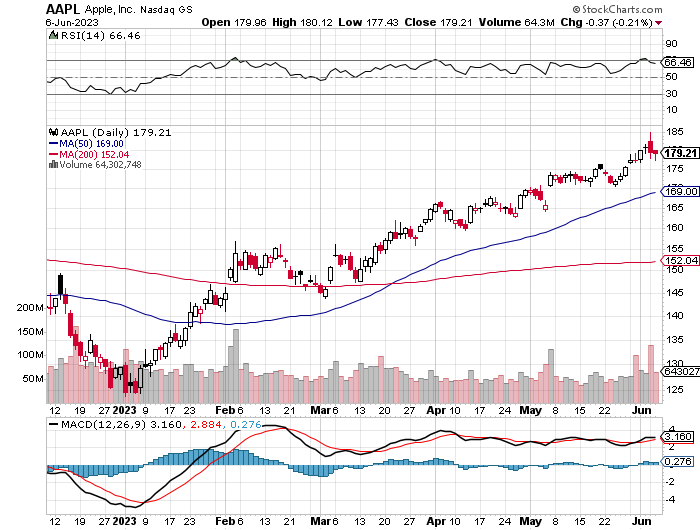 AAPL Apple, Inc. Nasdaq GS © StockCharts.com
6-Jun-2023 Open 179.96 High 180.12 Low 177.43 Close 179.21 Volume 64.3M Chg -0.37 (-0.21%)
RSI(14) 66.46
90
70
66.46
50
30
10
AAPL (Daily) 179.21
MA(50) 169.00
MA(200) 152.04
Volume 64,302,748
185
180
179.21
175
170
169.00
165
160
155
152.04
150
145
200M 140
150M 135
100M 130
643027
50M 125
12 19 27 2023 9 17 23 Feb 6 13 21 Mar 6 13 20 27 Apr 10 17 24 May 8 15 22 Jun
MACD(12,26,9) 3.160, 2.884, 0.276
4
3.160
2
0.276
-2
-4
12 19 27 2023 9 17 23 Feb 6 13 21 Mar 6 13 20 27 Apr 10 17 24 May 8 15 22 Jun